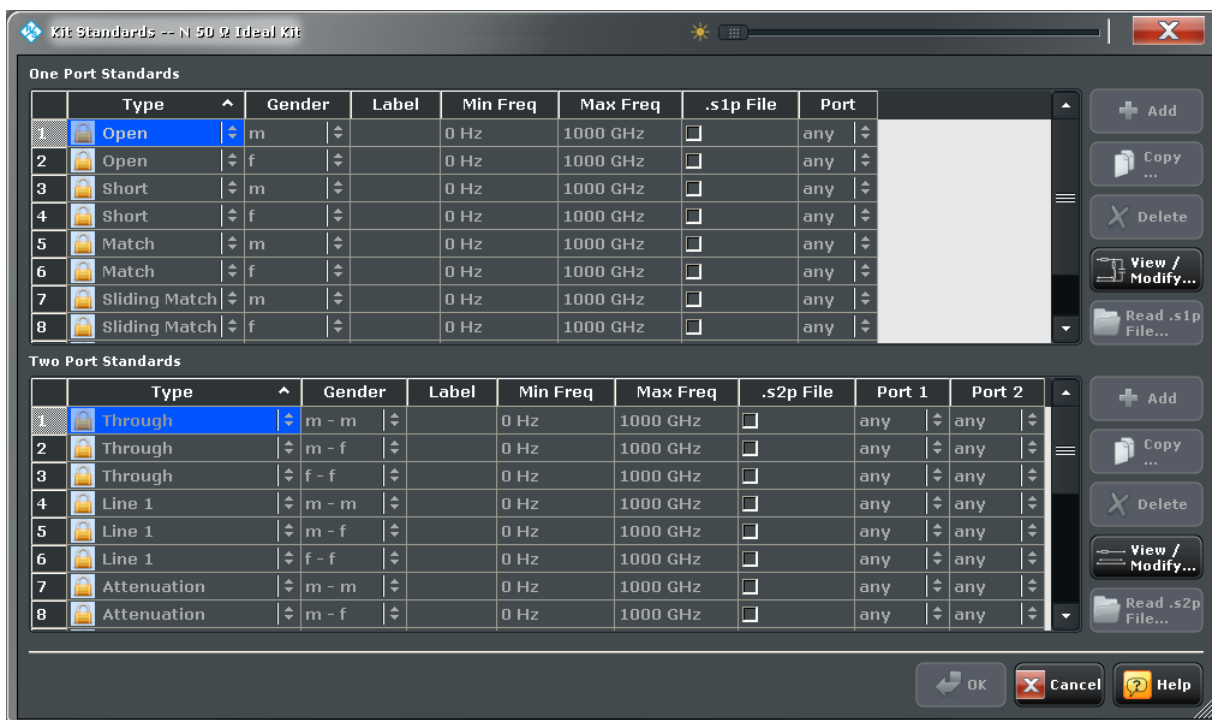 Kit Standards -- N 50 Ω Ideal Kit
One Port Standards
Type Gender Label Min Freq Max Freq .s1p File Port
1 Open m 0 Hz 1000 GHz any
2 Open f 0 Hz 1000 GHz any
3 Short m 0 Hz 1000 GHz any
4 Short f 0 Hz 1000 GHz any
5 Match m 0 Hz 1000 GHz any
6 Match f 0 Hz 1000 GHz any
7 Sliding Match m 0 Hz 1000 GHz any
8 Sliding Match f 0 Hz 1000 GHz any
Add
Copy
...
Delete
View /
Modify...
Read .s1p
File...
Two Port Standards
Type Gender Label Min Freq Max Freq .s2p File Port 1 Port 2
1 Through m - m 0 Hz 1000 GHz any any
2 Through m - f 0 Hz 1000 GHz any any
3 Through f - f 0 Hz 1000 GHz any any
4 Line 1 m - m 0 Hz 1000 GHz any any
5 Line 1 m - f 0 Hz 1000 GHz any any
6 Line 1 f - f 0 Hz 1000 GHz any any
7 Attenuation m - m 0 Hz 1000 GHz any any
8 Attenuation m - f 0 Hz 1000 GHz any any
Add
Copy
...
Delete
View /
Modify...
Read .s2p
File...
OK Cancel Help